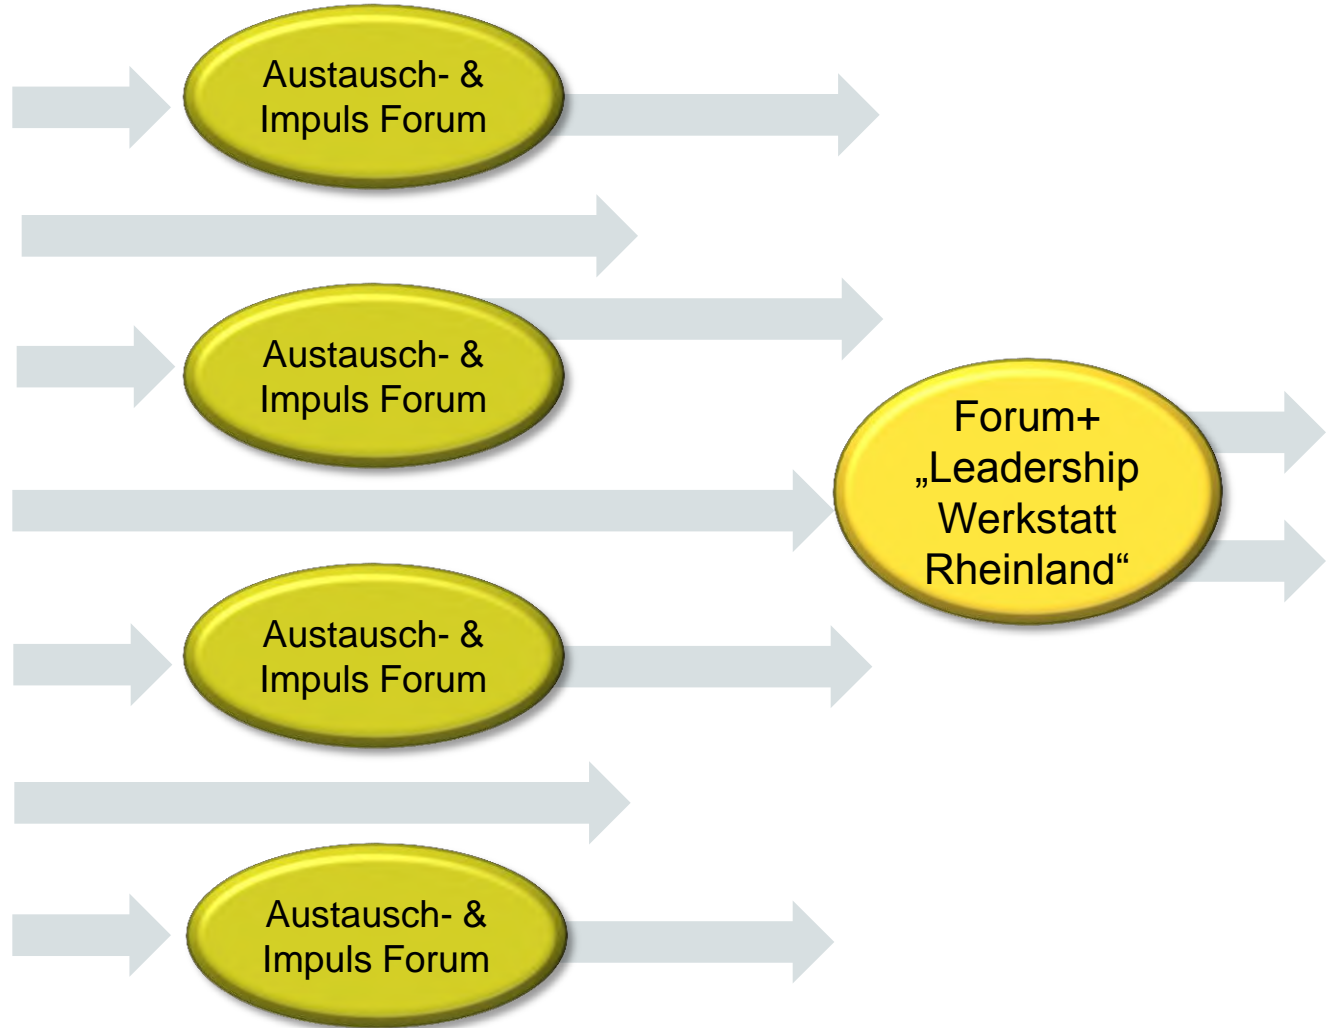 Austausch- &
Impuls Forum
Austausch- &
Impuls Forum
Forum+
„Leadership
Werkstatt
Rheinland“
Austausch- &
Impuls Forum
Austausch- &
Impuls Forum